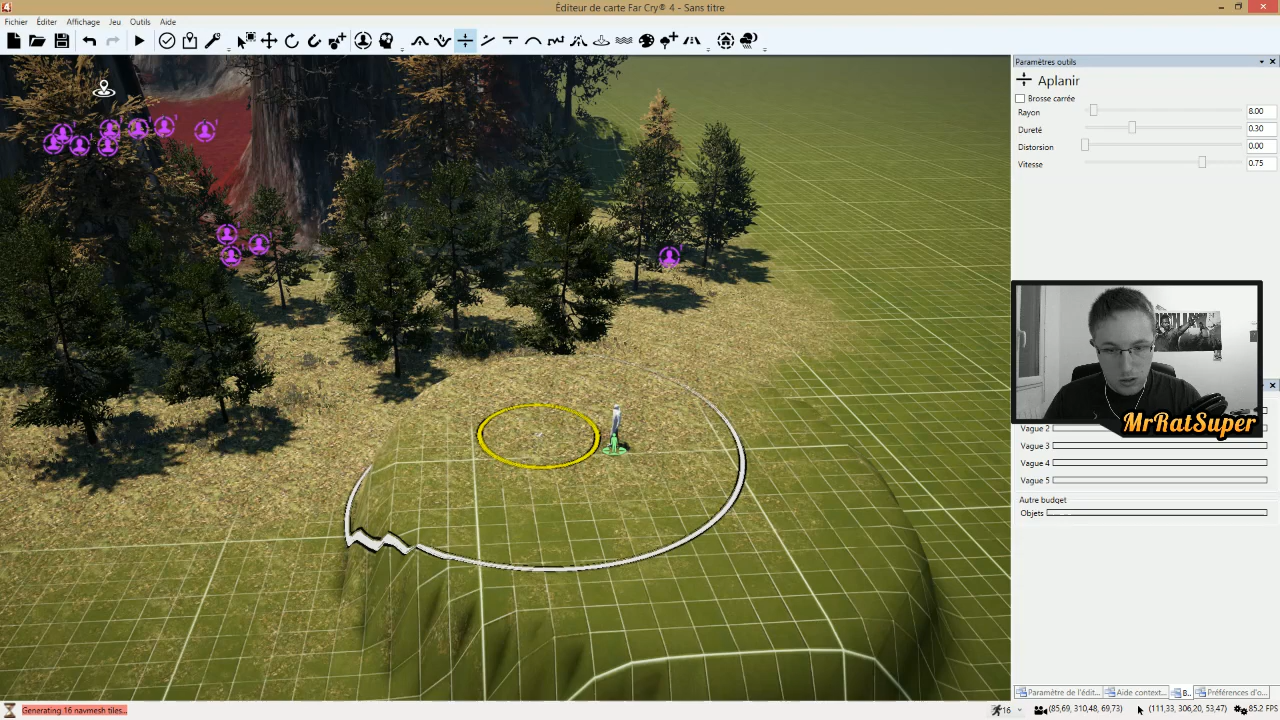 Éditeur de carte Far Cry® 4 - Sans titre
Fichier Éditer Affichage Jeu Outils Aide
Paramètres outils
Aplanir
Brosse carrée
Rayon 8.00
Dureté 0.30
Distorsion 0.00
Vitesse 0.75
MrRatSuper
Vague 2
Vague 3
Vague 4
Vague 5
Autre budget
Objets
Paramètre de l'édit... Aide context... B... Préférences d'o...
Generating 16 navmesh tiles...
16 (85,69, 310,48, 69,73) (111,33, 306,20, 53,47) 85.2 FPS